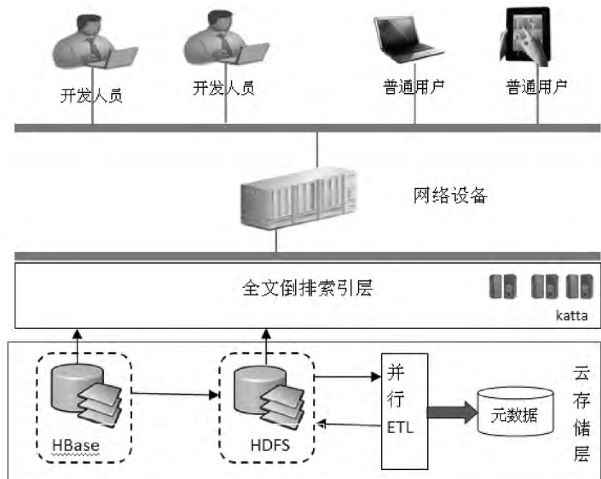 开发人员
开发人员
普通用户
普通用户
网络设备
全文倒排索引层
katta
HBase
HDFS
并行 ETL
元数据
云存储层